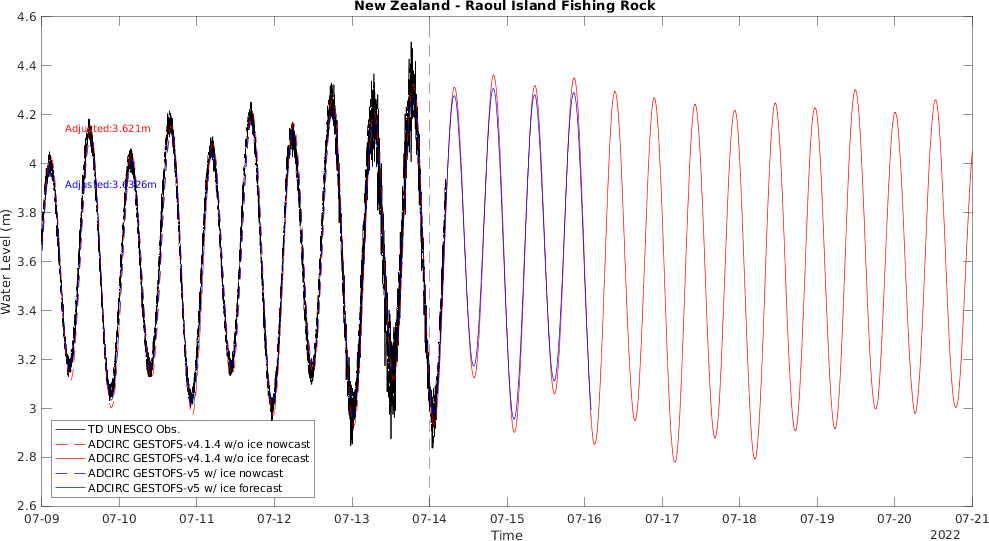 New Zealand - Raoul Island Fishing Rock
4.6
4.4
4.2
4
3.8
3.6
3.4
3.2
3
2.8
2.6
Water Level (m)
Adjusted:3.621m
Adjusted:3.6326m
TD UNESCO Obs.
ADCIRC GESTOFS-v4.1.4 w/o ice nowcast
ADCIRC GESTOFS-v4.1.4 w/o ice forecast
ADCIRC GESTOFS-v5 w/ ice nowcast
ADCIRC GESTOFS-v5 w/ ice forecast
07-09 07-10 07-11 07-12 07-13 07-14 07-15 07-16 07-17 07-18 07-19 07-20 07-21
Time
2022